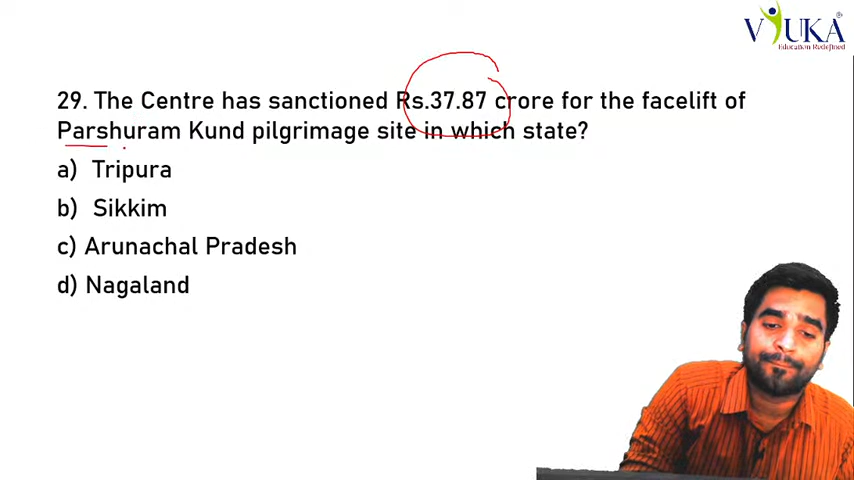 VJUKA
Education Redefined
29. The Centre has sanctioned Rs.37.87 crore for the facelift of
Parshuram Kund pilgrimage site in which state?
a) Tripura
b) Sikkim
c) Arunachal Pradesh
d) Nagaland